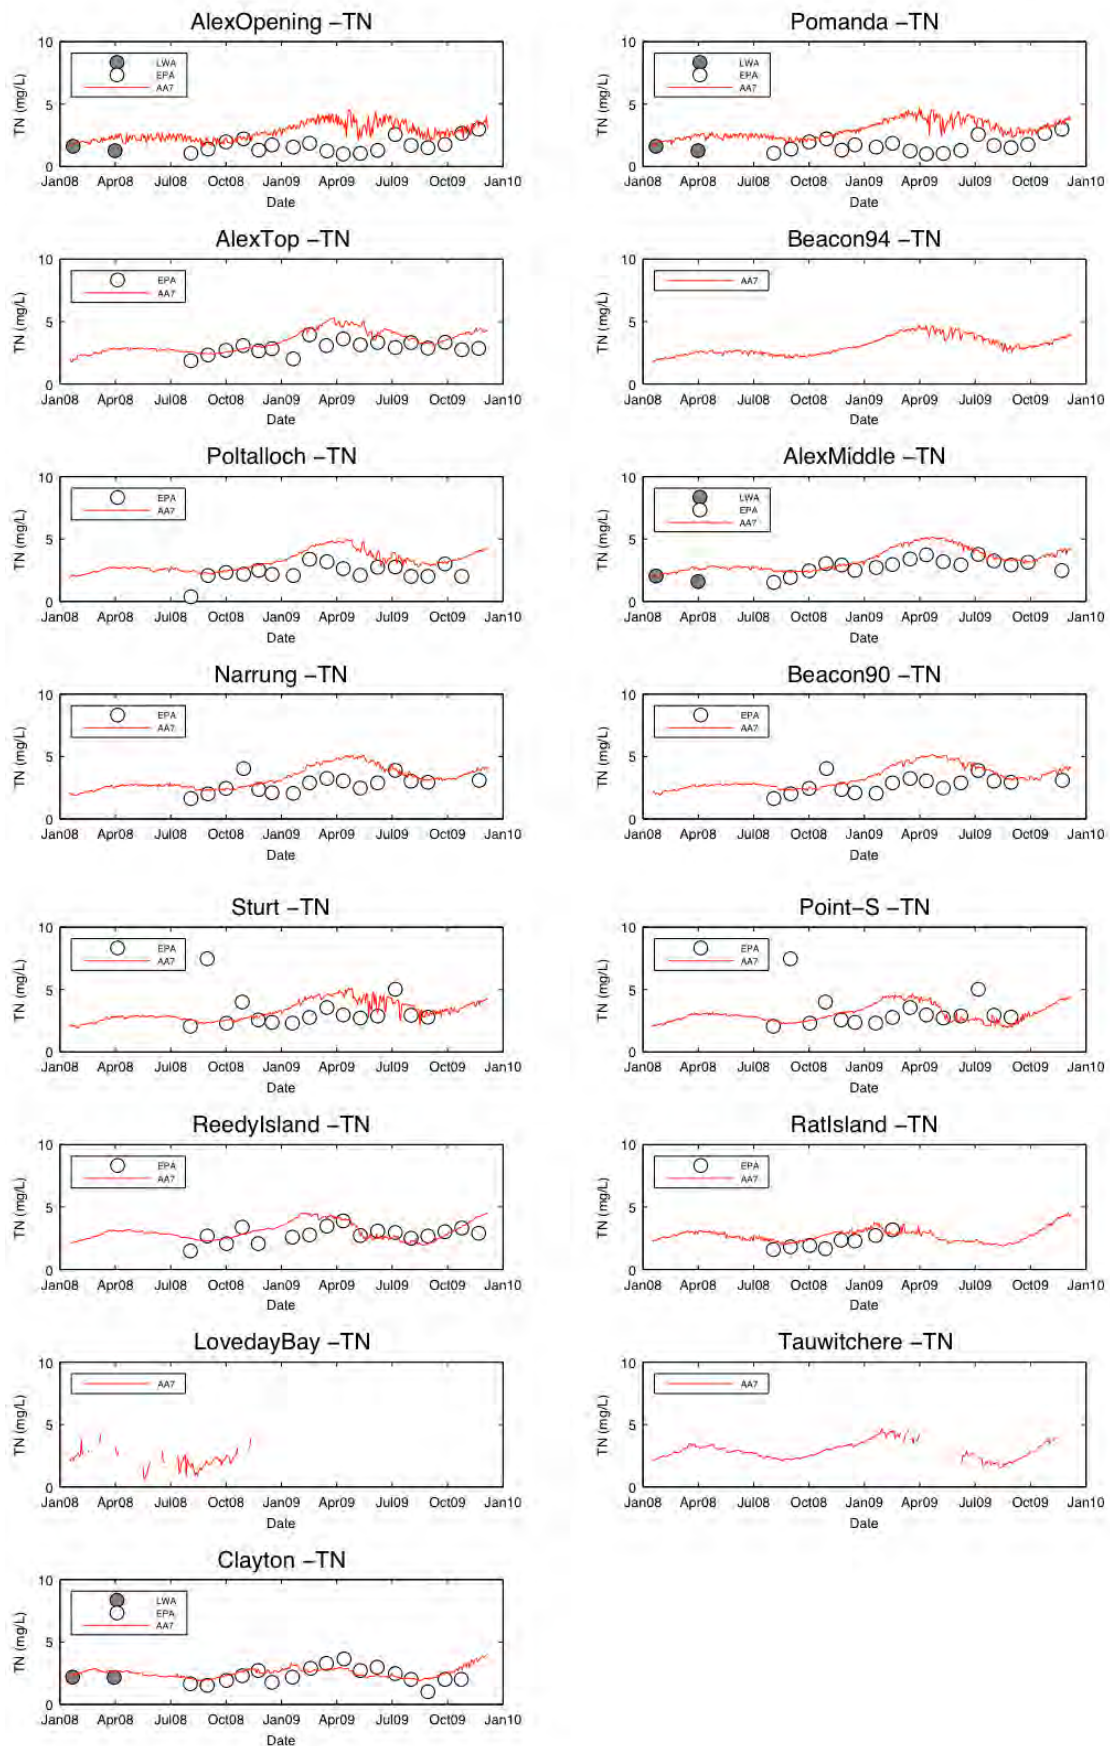 AlexOpening −TN
10
5
0
TN (mg/L)
LWA
EPA
AA7
Jan08 Apr08 Jul08 Oct08 Jan09 Apr09 Jul09 Oct09 Jan10
Date
Pomanda −TN
10
5
0
TN (mg/L)
LWA
EPA
AA7
Jan08 Apr08 Jul08 Oct08 Jan09 Apr09 Jul09 Oct09 Jan10
Date
AlexTop −TN
10
5
0
TN (mg/L)
EPA
AA7
Jan08 Apr08 Jul08 Oct08 Jan09 Apr09 Jul09 Oct09 Jan10
Date
Beacon94 −TN
10
5
0
TN (mg/L)
AA7
Jan08 Apr08 Jul08 Oct08 Jan09 Apr09 Jul09 Oct09 Jan10
Date
Poltalloch −TN
10
5
0
TN (mg/L)
EPA
AA7
Jan08 Apr08 Jul08 Oct08 Jan09 Apr09 Jul09 Oct09 Jan10
Date
AlexMiddle −TN
10
5
0
TN (mg/L)
LWA
EPA
AA7
Jan08 Apr08 Jul08 Oct08 Jan09 Apr09 Jul09 Oct09 Jan10
Date
Narrung −TN
10
5
0
TN (mg/L)
EPA
AA7
Jan08 Apr08 Jul08 Oct08 Jan09 Apr09 Jul09 Oct09 Jan10
Date
Beacon90 −TN
10
5
0
TN (mg/L)
EPA
AA7
Jan08 Apr08 Jul08 Oct08 Jan09 Apr09 Jul09 Oct09 Jan10
Date
Sturt −TN
10
5
0
TN (mg/L)
EPA
AA7
Jan08 Apr08 Jul08 Oct08 Jan09 Apr09 Jul09 Oct09 Jan10
Date
Point−S −TN
10
5
0
TN (mg/L)
EPA
AA7
Jan08 Apr08 Jul08 Oct08 Jan09 Apr09 Jul09 Oct09 Jan10
Date
ReedyIsland −TN
10
5
0
TN (mg/L)
EPA
AA7
Jan08 Apr08 Jul08 Oct08 Jan09 Apr09 Jul09 Oct09 Jan10
Date
RatIsland −TN
10
5
0
TN (mg/L)
EPA
AA7
Jan08 Apr08 Jul08 Oct08 Jan09 Apr09 Jul09 Oct09 Jan10
Date
LovedayBay −TN
10
5
0
TN (mg/L)
AA7
Jan08 Apr08 Jul08 Oct08 Jan09 Apr09 Jul09 Oct09 Jan10
Date
Tauwitchere −TN
10
5
0
TN (mg/L)
AA7
Jan08 Apr08 Jul08 Oct08 Jan09 Apr09 Jul09 Oct09 Jan10
Date
Clayton −TN
10
5
0
TN (mg/L)
LWA
EPA
AA7
Jan08 Apr08 Jul08 Oct08 Jan09 Apr09 Jul09 Oct09 Jan10
Date